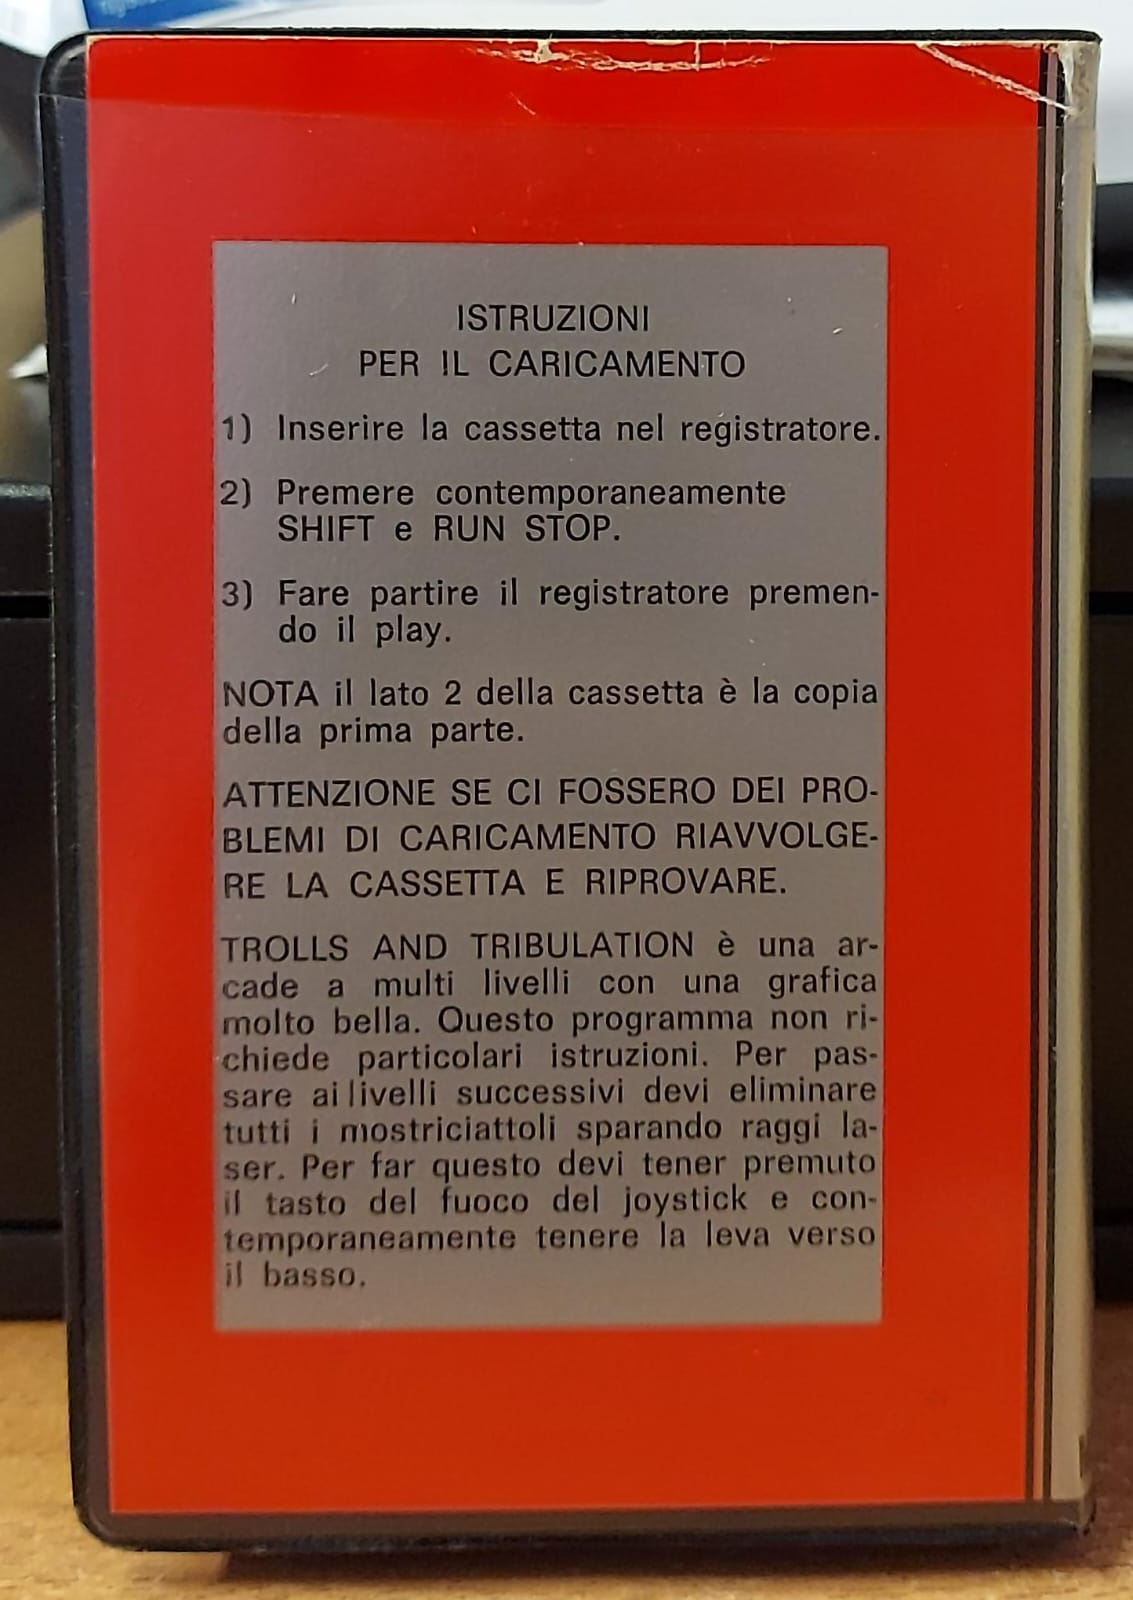 ISTRUZIONI
PER IL CARICAMENTO
1) Inserire la cassetta nel registratore.
2) Premere contemporaneamente
SHIFT e RUN STOP.
3) Fare partire il registratore premen-
do il play.
NOTA il lato 2 della cassetta è la copia
della prima parte.
ATTENZIONE SE CI FOSSERO DEI PRO-
BLEMI DI CARICAMENTO RIAVVOLGE-
RE LA CASSETTA E RIPROVARE.
TROLLS AND TRIBULATION è una ar-
cade a multi livelli con una grafica
molto bella. Questo programma non ri-
chiede particolari istruzioni. Per pas-
sare ai livelli successivi devi eliminare
tutti i mostriciattoli sparando raggi la-
ser. Per far questo devi tener premuto
il tasto del fuoco del joystick e con-
temporaneamente tenere la leva verso
il basso.